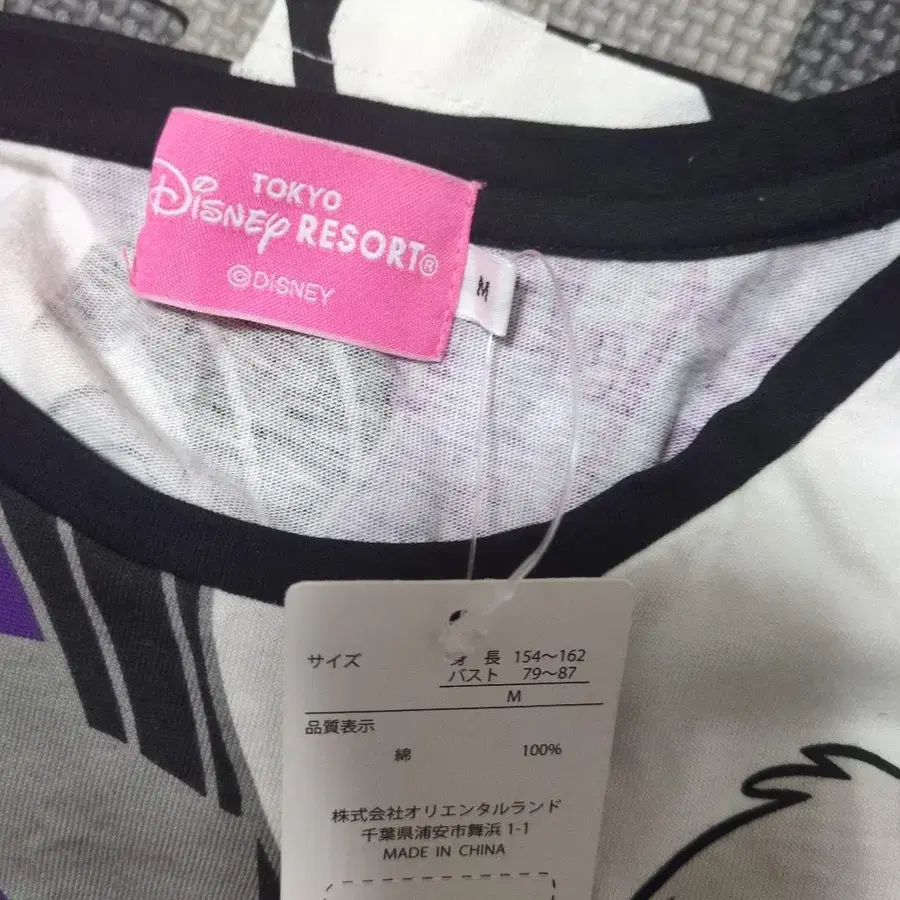 TOKYO
Disney RESORT®
©DISNEY
M
サイズ
身 長 154～162
バスト 79～87
M
品質表示
綿 100%
株式会社オリエンタルランド
千葉県浦安市舞浜 1-1
MADE IN CHINA